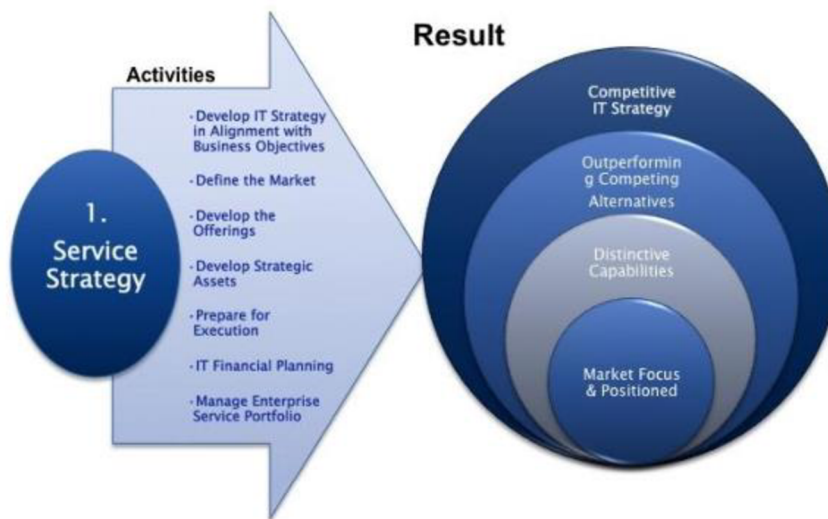 Result
Activities
· Develop IT Strategy
in Alignment with
Business Objectives
· Define the Market
· Develop the
Offerings
· Develop Strategic
Assets
· Prepare for
Execution
· IT Financial Planning
· Manage Enterprise
Service Portfolio
1.
Service
Strategy
Competitive
IT Strategy
Outperformin
g Competing
Alternatives
Distinctive
Capabilities
Market Focus
& Positioned